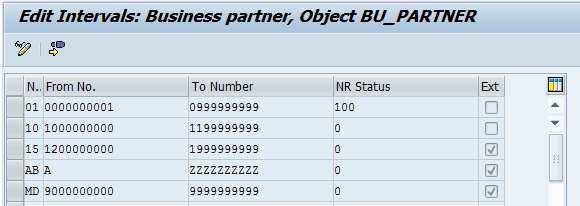 Edit Intervals: Business partner, Object BU_PARTNER
N.. From No. To Number NR Status Ext
01 0000000001 0999999999 100
10 1000000000 1199999999 0
15 1200000000 1999999999 0
AB A ZZZZZZZZZZ 0
MD 9000000000 9999999999 0